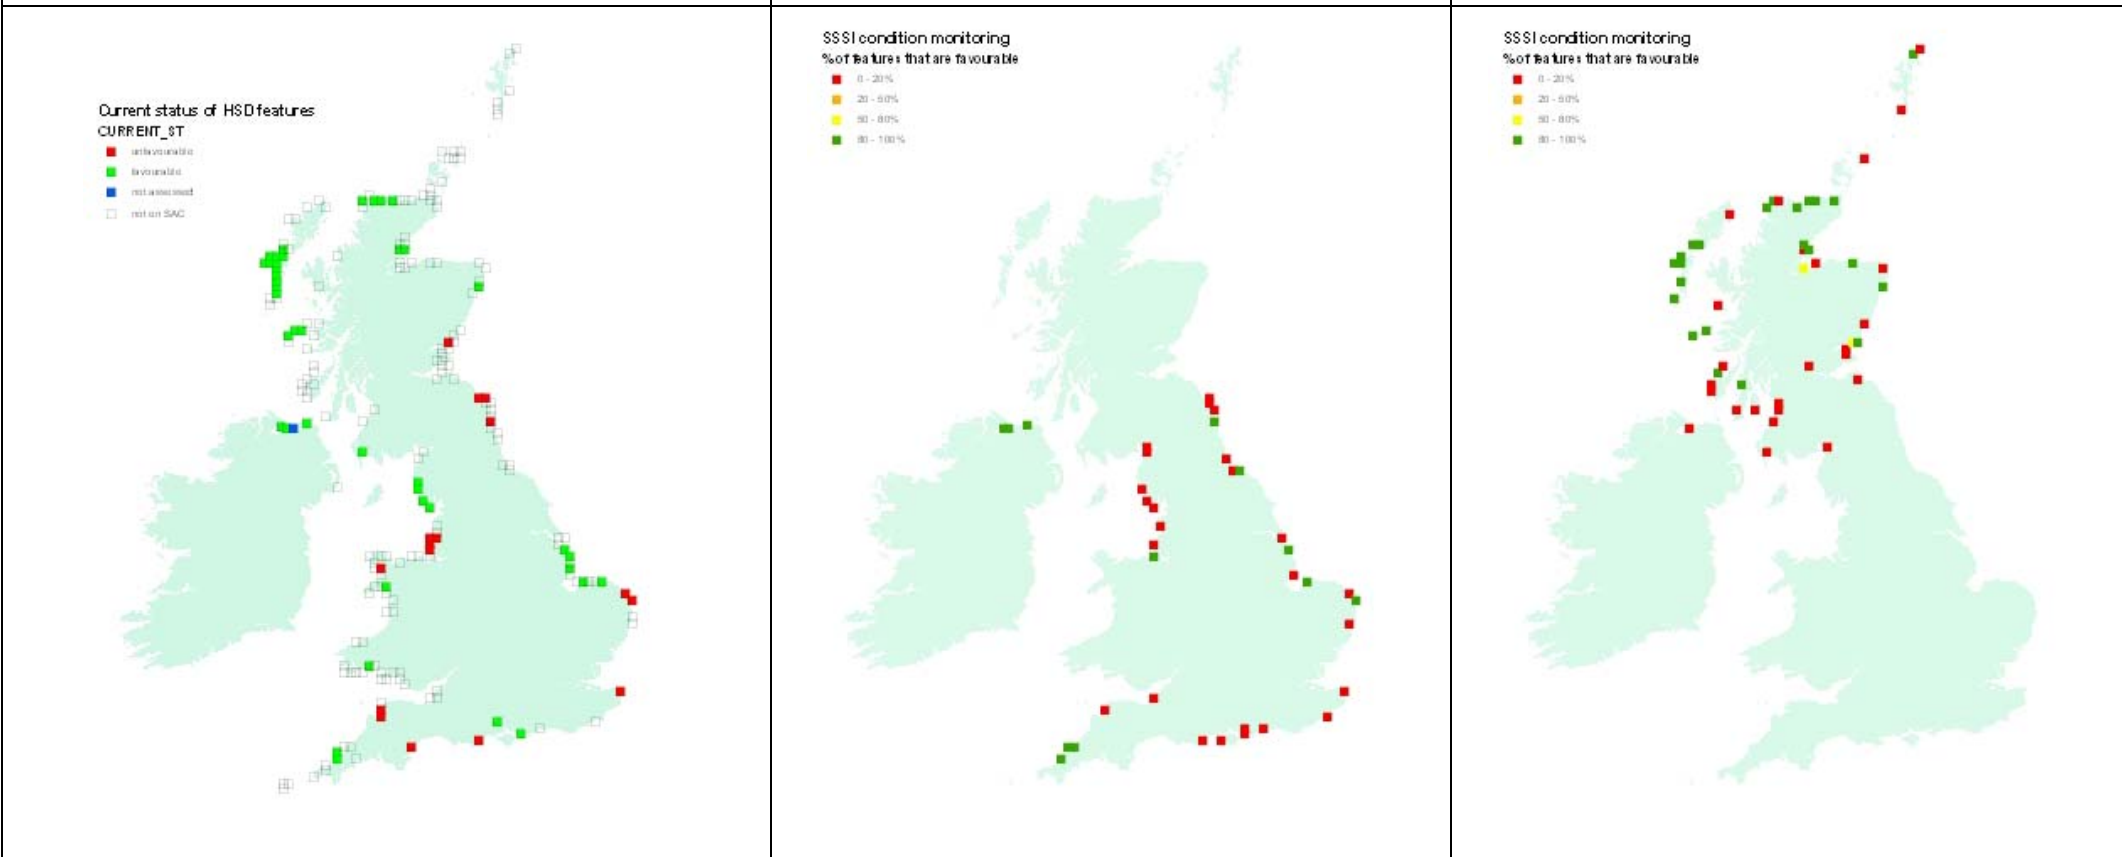 Current status of HSD features
CURRENT_ST
unfavourable
favourable
not assessed
not on SAC
SSSI condition monitoring
% of features that are favourable
0 - 20%
20 - 50%
50 - 80%
80 - 100%
SSSI condition monitoring
% of features that are favourable
0 - 20%
20 - 50%
50 - 80%
80 - 100%